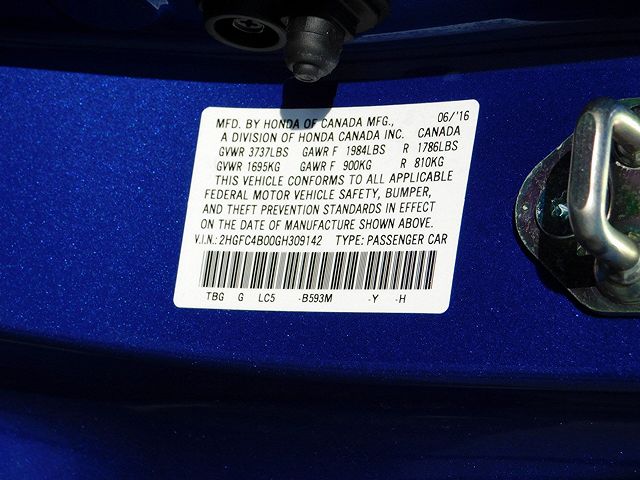 MFD. BY HONDA OF CANADA MFG., 06/'16
A DIVISION OF HONDA CANADA INC. CANADA
GVWR 3737LBS GAWR F 1984LBS R 1786LBS
GVWR 1695KG GAWR F 900KG R 810KG
THIS VEHICLE CONFORMS TO ALL APPLICABLE
FEDERAL MOTOR VEHICLE SAFETY, BUMPER,
AND THEFT PREVENTION STANDARDS IN EFFECT
ON THE DATE OF MANUFACTURE SHOWN ABOVE.
V.I.N.: 2HGFC4B00GH309142 TYPE: PASSENGER CAR
TBG G LC5 -B593M -Y -H